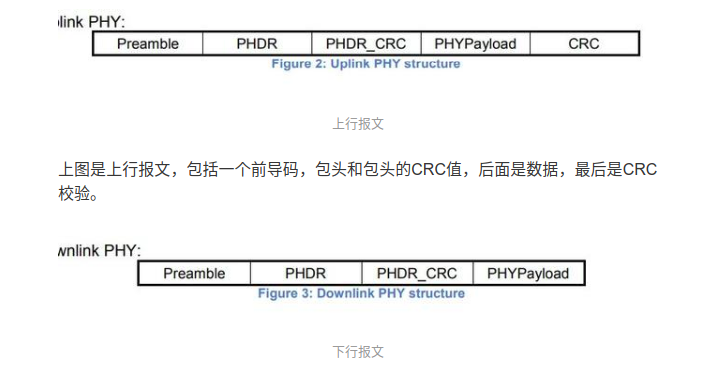 link PHY:
Preamble PHDR PHDR_CRC PHYPayload CRC
Figure 2: Uplink PHY structure
上行报文
上图是上行报文，包括一个前导码，包头和包头的CRC值，后面是数据，最后是CRC
校验。
wnlink PHY:
Preamble PHDR PHDR_CRC PHYPayload
Figure 3: Downlink PHY structure
下行报文